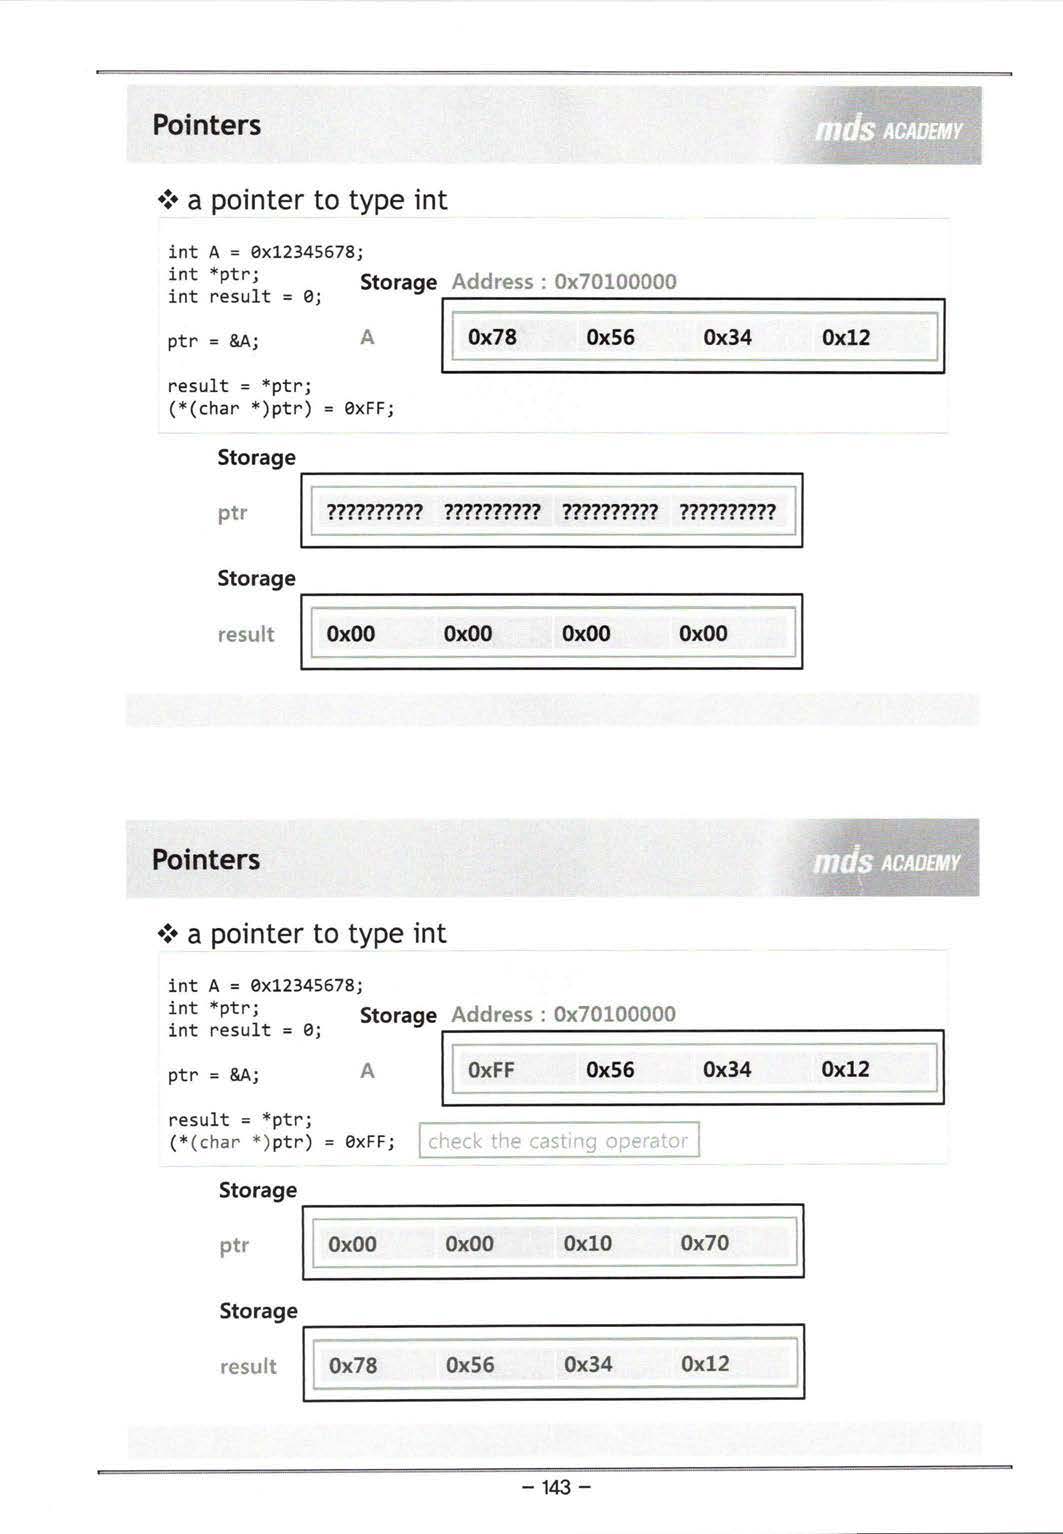 Pointers
mds ACADEMY
❖ a pointer to type int
int A = 0x12345678;
int *ptr;
Storage Address : 0x70100000
int result = 0;
ptr = &A;
A
0x78 0x56 0x34 0x12
result = *ptr;
(*(char *)ptr) = 0xFF;
Storage
ptr
?????????? ?????????? ?????????? ??????????
Storage
result
0x00 0x00 0x00 0x00
Pointers
mds ACADEMY
❖ a pointer to type int
int A = 0x12345678;
int *ptr;
Storage Address : 0x70100000
int result = 0;
ptr = &A;
A
0xFF 0x56 0x34 0x12
result = *ptr;
(*(char *)ptr) = 0xFF;
check the casting operator
Storage
ptr
0x00 0x00 0x10 0x70
Storage
result
0x78 0x56 0x34 0x12
– 143 –